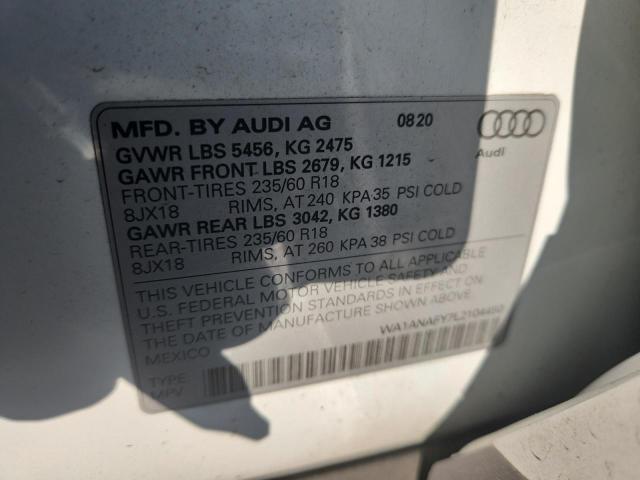 MFD. BY AUDI AG 0820
Audi
GVWR LBS 5456, KG 2475
GAWR FRONT LBS 2679, KG 1215
FRONT-TIRES 235/60 R18
8JX18 RIMS, AT 240 KPA 35 PSI COLD
GAWR REAR LBS 3042, KG 1380
REAR-TIRES 235/60 R18
8JX18 RIMS, AT 260 KPA 38 PSI COLD
THIS VEHICLE CONFORMS TO ALL APPLICABLE
U.S. FEDERAL MOTOR VEHICLE SAFETY AND
THEFT PREVENTION STANDARDS IN EFFECT ON
THE DATE OF MANUFACTURE SHOWN ABOVE.
MEXICO
TYPE:
MPV